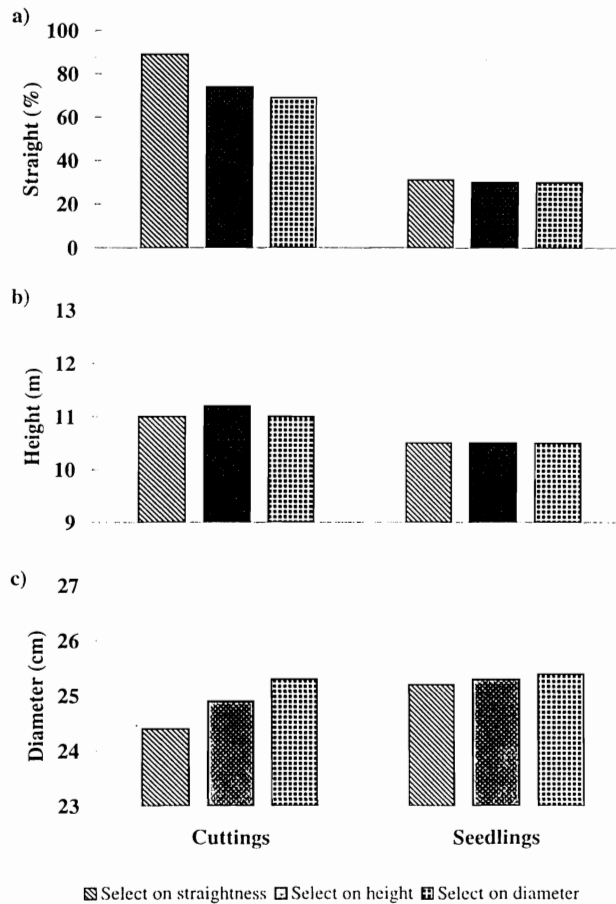 a)
100
80
60
40
20
0
Straight (%)
b)
13
12
11
10
9
Height (m)
c)
27
26
25
24
23
Diameter (cm)
Cuttings Seedlings
Select on straightness Select on height Select on diameter